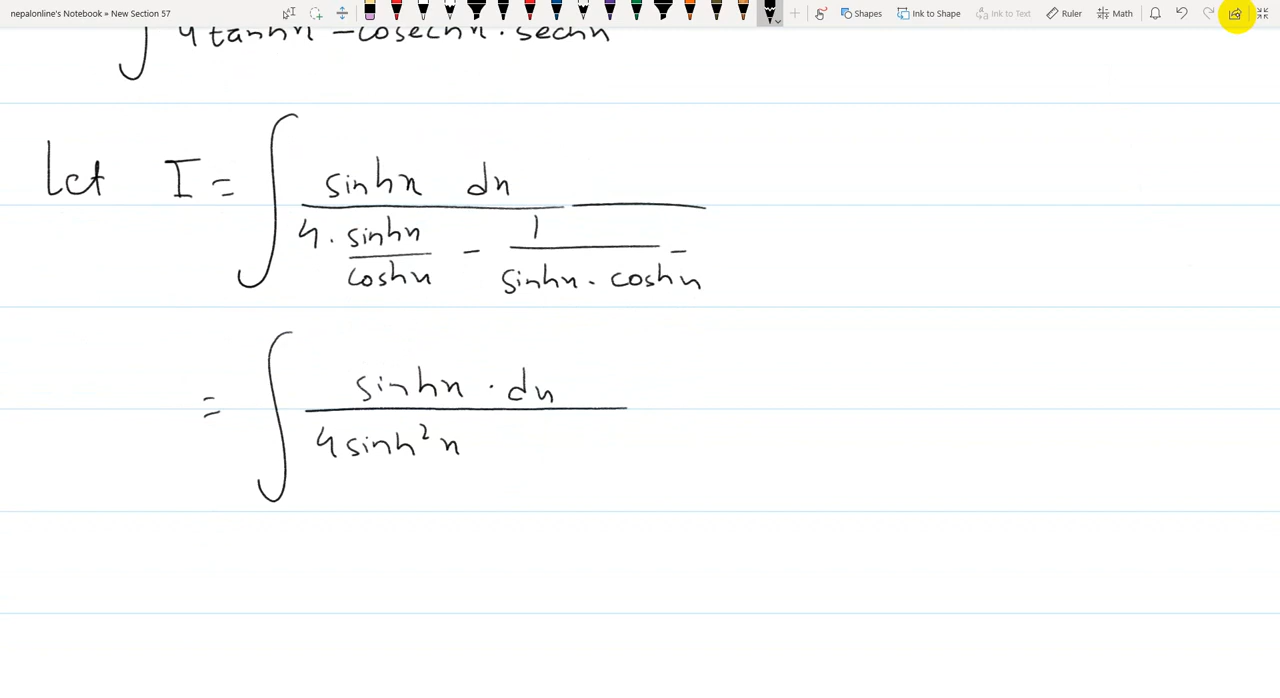 nepalonline's Notebook » New Section 57
Shapes Ink to Shape Ink to Text Ruler Math
∫ 4 tanhx - cosechx . sechx
Let I = ∫ sinhx dx
4 . sinhx / coshx - 1 / sinhx . coshx -
= ∫ sinhx . dx
4 sinh²x